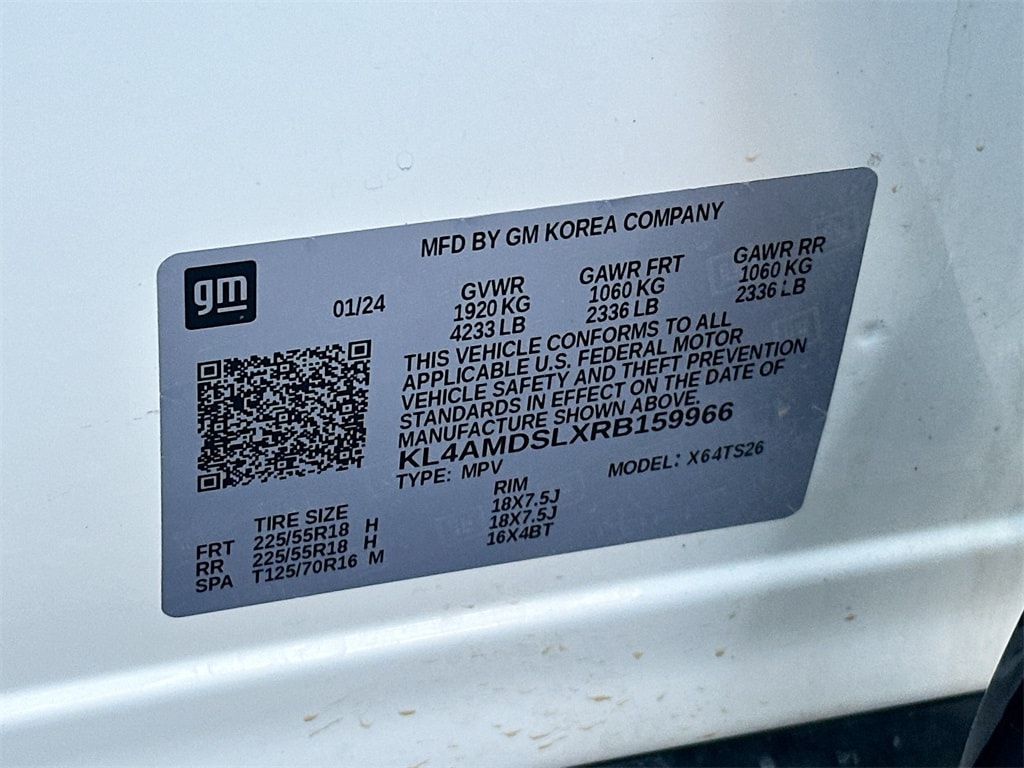 MFD BY GM KOREA COMPANY
gm
01/24
GVWR
1920 KG
4233 LB
GAWR FRT
1060 KG
2336 LB
GAWR RR
1060 KG
2336 LB
THIS VEHICLE CONFORMS TO ALL
APPLICABLE U.S. FEDERAL MOTOR
VEHICLE SAFETY AND THEFT PREVENTION
STANDARDS IN EFFECT ON THE DATE OF
MANUFACTURE SHOWN ABOVE.
KL4AMDSLXRB159966
TYPE: MPV
MODEL: X64TS26
TIRE SIZE RIM
FRT 225/55R18 H 18X7.5J
RR 225/55R18 H 18X7.5J
SPA T125/70R16 M 16X4BT